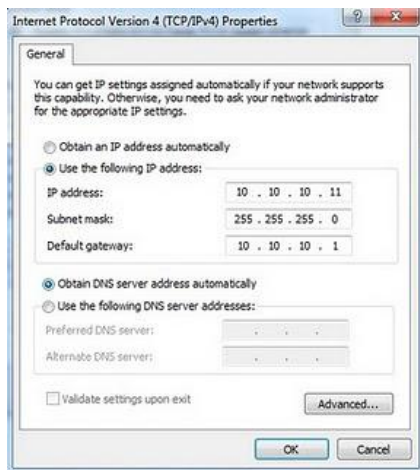 Internet Protocol Version 4 (TCP/IPv4) Properties
General
You can get IP settings assigned automatically if your network supports
this capability. Otherwise, you need to ask your network administrator
for the appropriate IP settings.
Obtain an IP address automatically
Use the following IP address:
IP address: 10 . 10 . 10 . 11
Subnet mask: 255 . 255 . 255 . 0
Default gateway: 10 . 10 . 10 . 1
Obtain DNS server address automatically
Use the following DNS server addresses:
Preferred DNS server: . . .
Alternate DNS server: . . .
Validate settings upon exit
Advanced...
OK Cancel